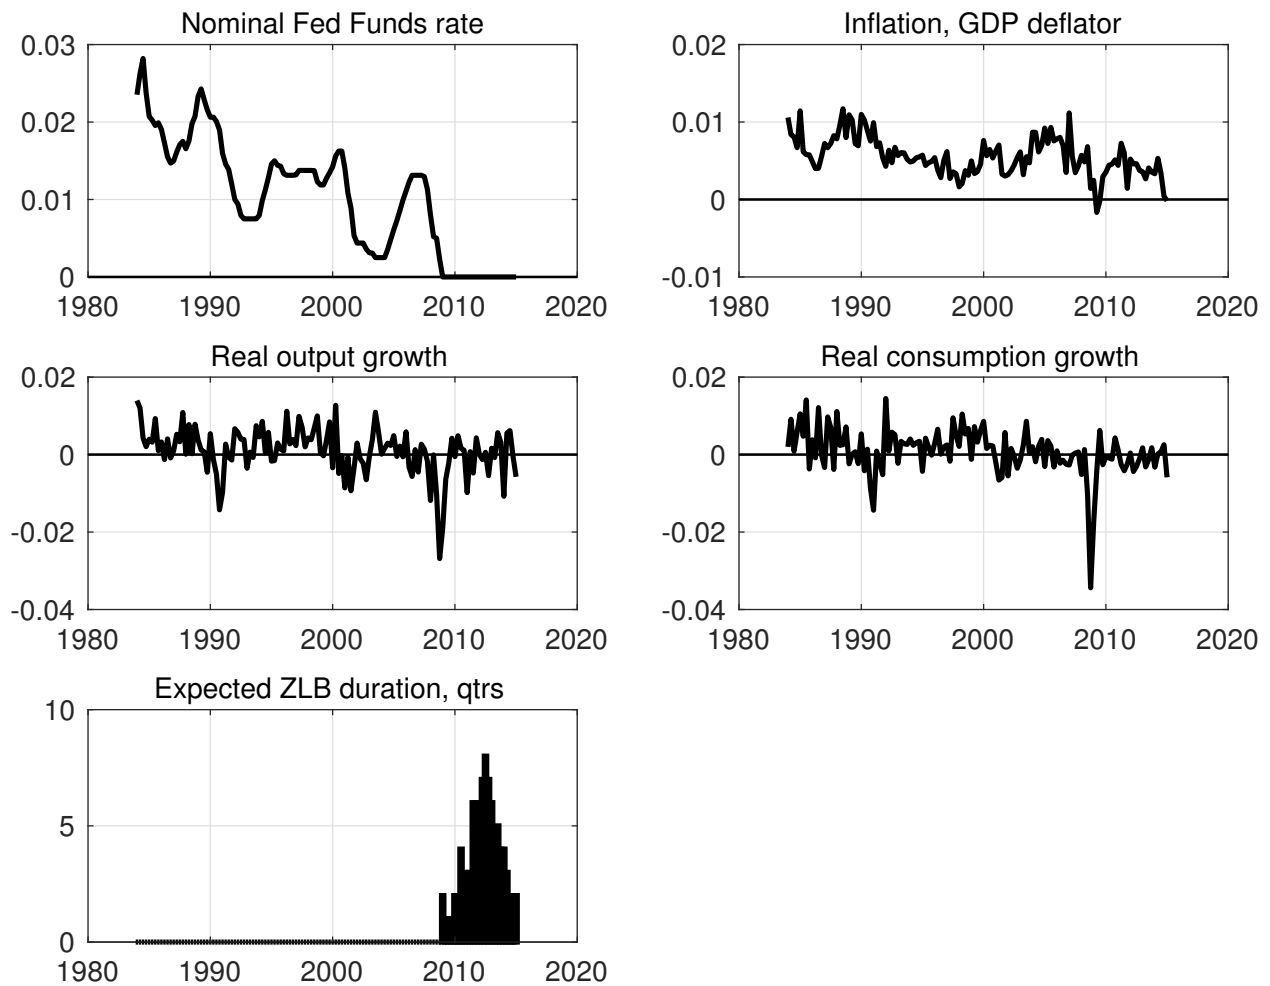 Nominal Fed Funds rate
0.03
0.02
0.01
0
1980 1990 2000 2010 2020
Inflation, GDP deflator
0.02
0.01
0
-0.01
1980 1990 2000 2010 2020
Real output growth
0.02
0
-0.02
-0.04
1980 1990 2000 2010 2020
Real consumption growth
0.02
0
-0.02
-0.04
1980 1990 2000 2010 2020
Expected ZLB duration, qtrs
10
5
0
1980 1990 2000 2010 2020